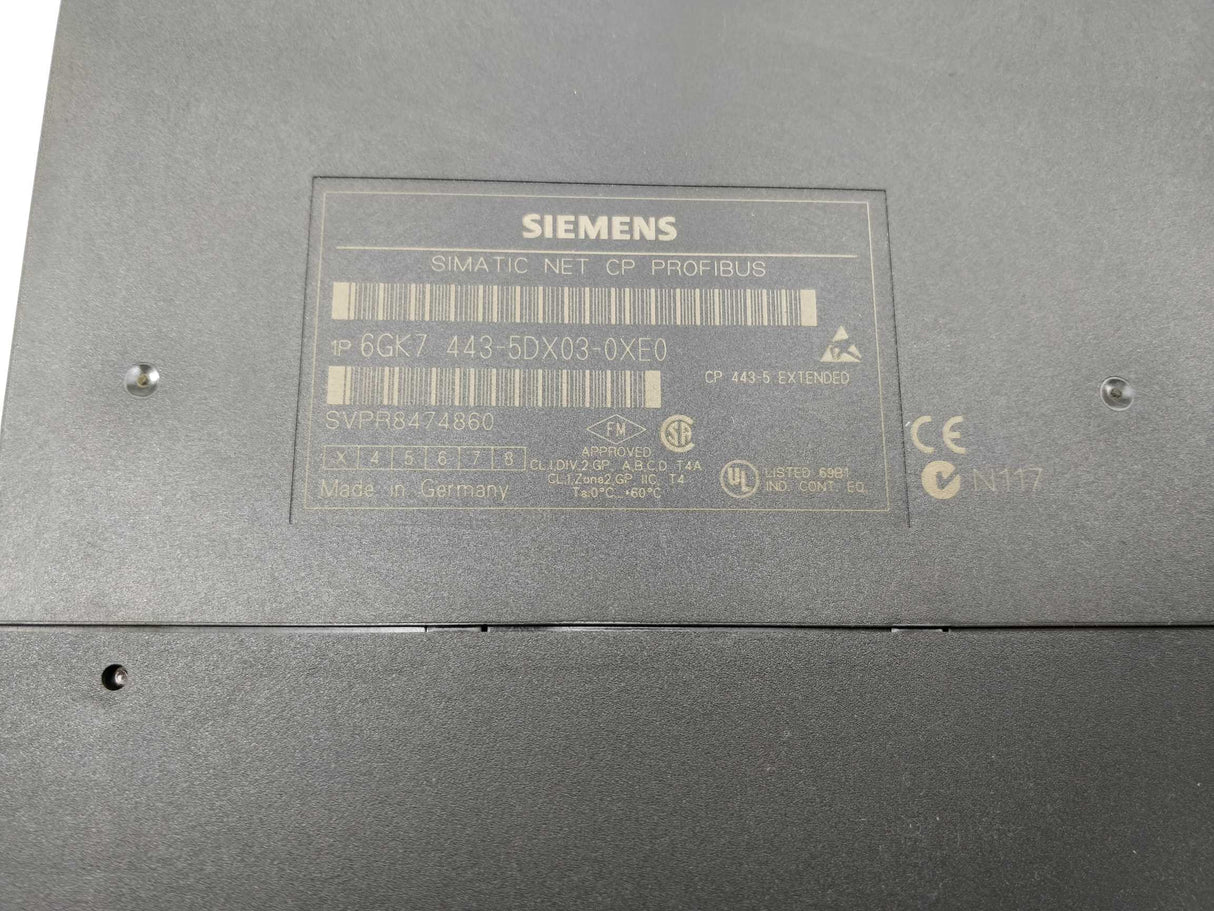 SIEMENS
SIMATIC NET CP PROFIBUS
1P 6GK7 443-5DX03-0XE0
CP 443-5 EXTENDED
SVPR8474860
FM
APPROVED
CL.I,DIV,2 GP. A,B,C,D, T4A
CL.I,Zone2,GP. IIC, T4
Ta:0°C...+60°C
SA
X 4 5 6 7 8
Made in Germany
UL
LISTED 69B1
IND. CONT. EQ.
CE
N117